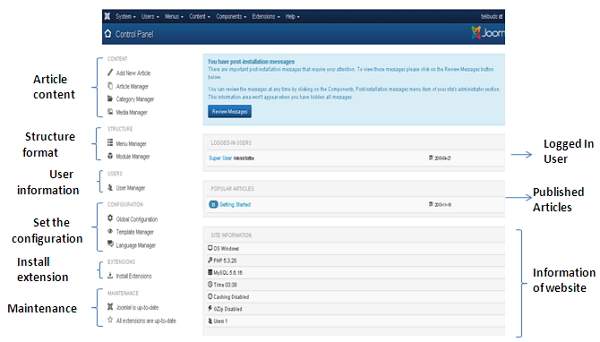 System Users Menus Content Components Extensions Help
Control Panel
Joom
CONTENT
Add New Article
Article Manager
Category Manager
Media Manager
STRUCTURE
Menu Manager
Module Manager
USERS
User Manager
CONFIGURATION
Global Configuration
Template Manager
Language Manager
EXTENSIONS
Install Extensions
MAINTENANCE
Joomla! is up-to-date
All extensions are up-to-date
Article
content
Structure
format
User
information
Set the
configuration
Install
extension
Maintenance
You have post-installation messages
There are important post-installation messages that require your attention. To view those messages please click on the Review Messages button
below.
You can review the messages at any time by clicking on the Components, Post-installation messages menu item of your site's administrator section.
This information area won't appear when you have hidden all messages.
Review Messages
LOGGED-IN USERS
Super User Administrator
POPULAR ARTICLES
Getting Started
SITE INFORMATION
OS Windows
PHP 5.3.28
MySQL 5.6.16
Caching Disabled
GZip Disabled
Users 1
Logged In
User
Published
Articles
Information
of website